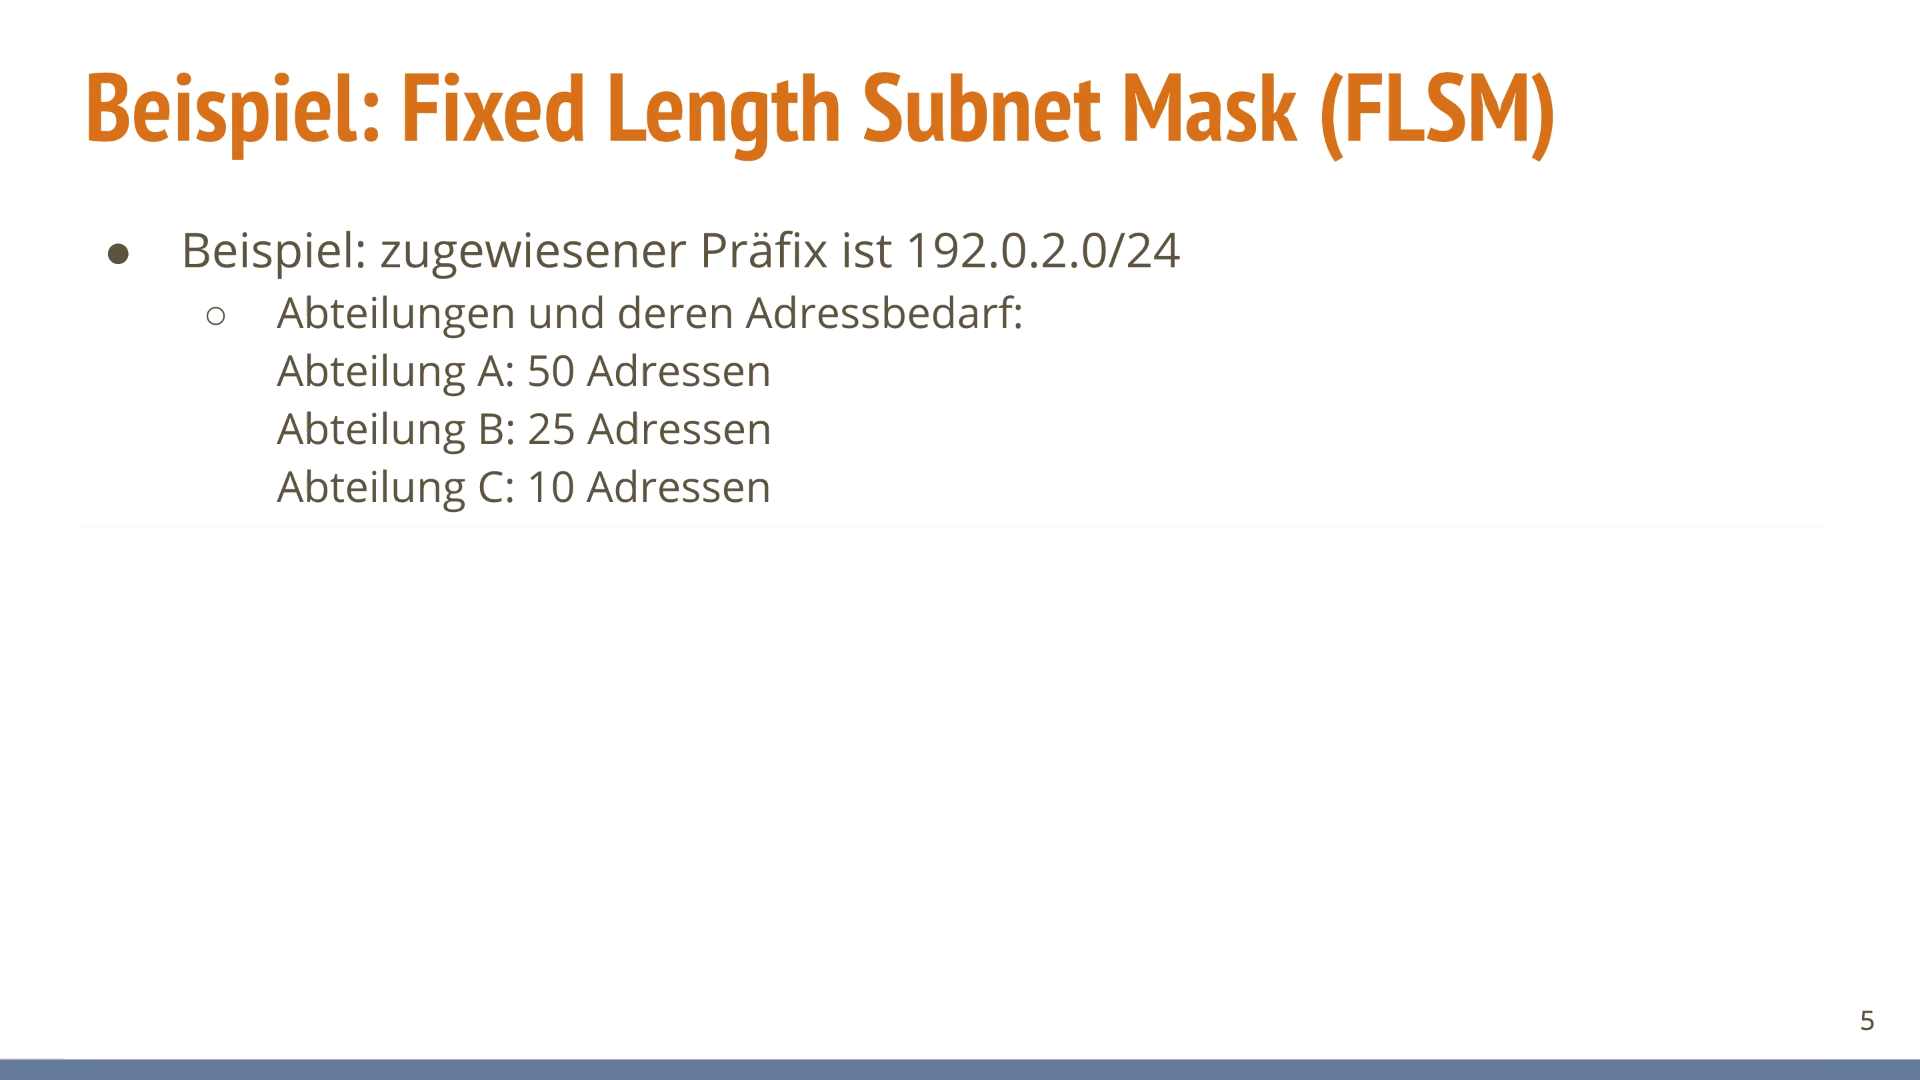 Beispiel: Fixed Length Subnet Mask (FLSM)
● Beispiel: zugewiesener Präfix ist 192.0.2.0/24
○ Abteilungen und deren Adressbedarf:
Abteilung A: 50 Adressen
Abteilung B: 25 Adressen
Abteilung C: 10 Adressen
5